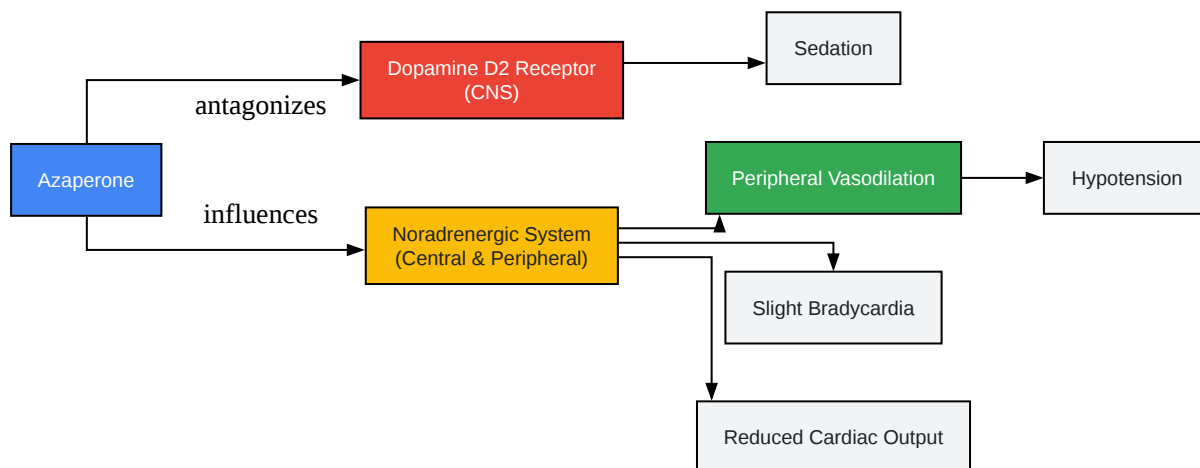 Sedation
Dopamine D2 Receptor
(CNS)
antagonizes
Azaperone
Peripheral Vasodilation
Hypotension
influences
Noradrenergic System
(Central & Peripheral)
Slight Bradycardia
Reduced Cardiac Output